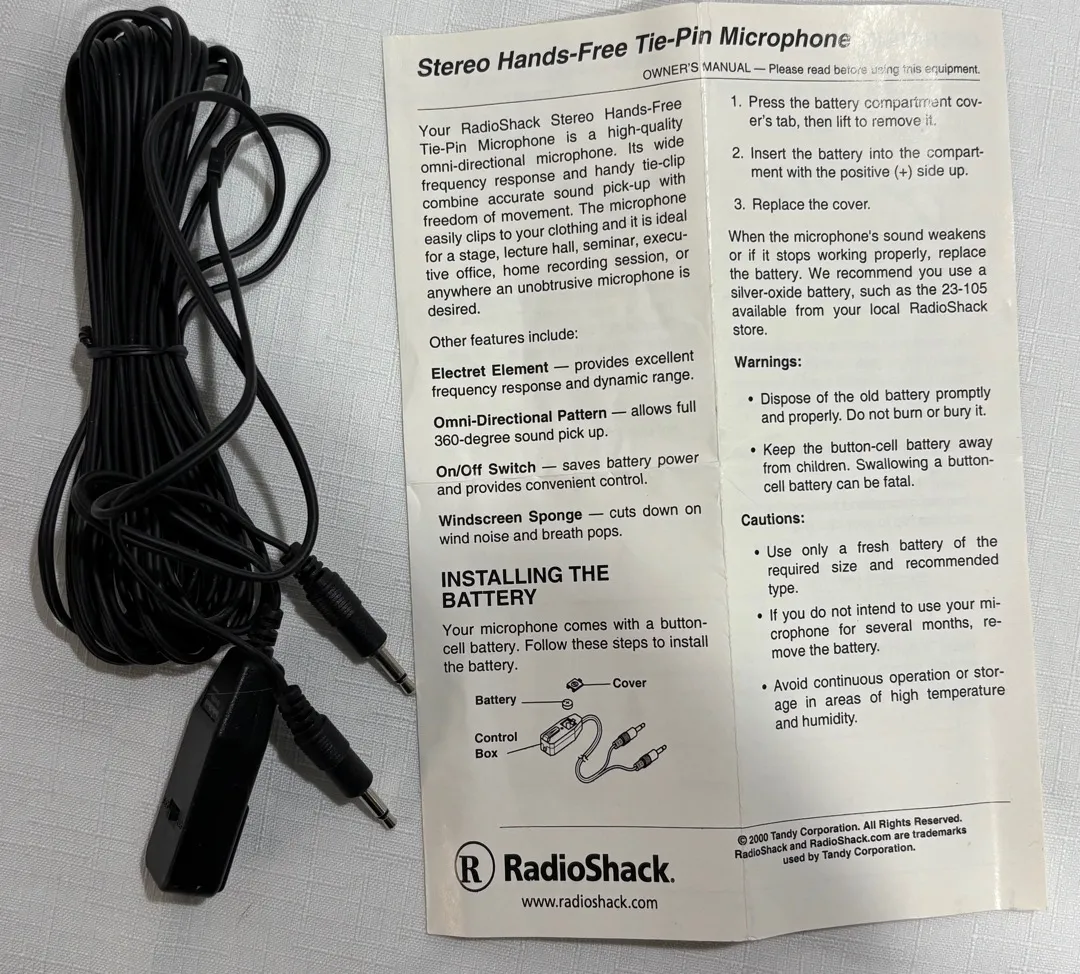 Stereo Hands-Free Tie-Pin Microphone
OWNER'S MANUAL — Please read before using this equipment.
Your RadioShack Stereo Hands-Free
Tie-Pin Microphone is a high-quality
omni-directional microphone. Its wide
frequency response and handy tie-clip
combine accurate sound pick-up with
freedom of movement. The microphone
easily clips to your clothing and it is ideal
for a stage, lecture hall, seminar, execu-
tive office, home recording session, or
anywhere an unobtrusive microphone is
desired.
Other features include:
Electret Element — provides excellent
frequency response and dynamic range.
Omni-Directional Pattern — allows full
360-degree sound pick up.
On/Off Switch — saves battery power
and provides convenient control.
Windscreen Sponge — cuts down on
wind noise and breath pops.
INSTALLING THE
BATTERY
Your microphone comes with a button-
cell battery. Follow these steps to install
the battery.
Cover
Battery
Control
Box
1. Press the battery compartment cov-
er's tab, then lift to remove it.
2. Insert the battery into the compart-
ment with the positive (+) side up.
3. Replace the cover.
When the microphone's sound weakens
or if it stops working properly, replace
the battery. We recommend you use a
silver-oxide battery, such as the 23-105
available from your local RadioShack
store.
Warnings:
• Dispose of the old battery promptly
and properly. Do not burn or bury it.
• Keep the button-cell battery away
from children. Swallowing a button-
cell battery can be fatal.
Cautions:
• Use only a fresh battery of the
required size and recommended
type.
• If you do not intend to use your mi-
crophone for several months, re-
move the battery.
• Avoid continuous operation or stor-
age in areas of high temperature
and humidity.
R RadioShack.
www.radioshack.com
© 2000 Tandy Corporation. All Rights Reserved.
RadioShack and RadioShack.com are trademarks
used by Tandy Corporation.